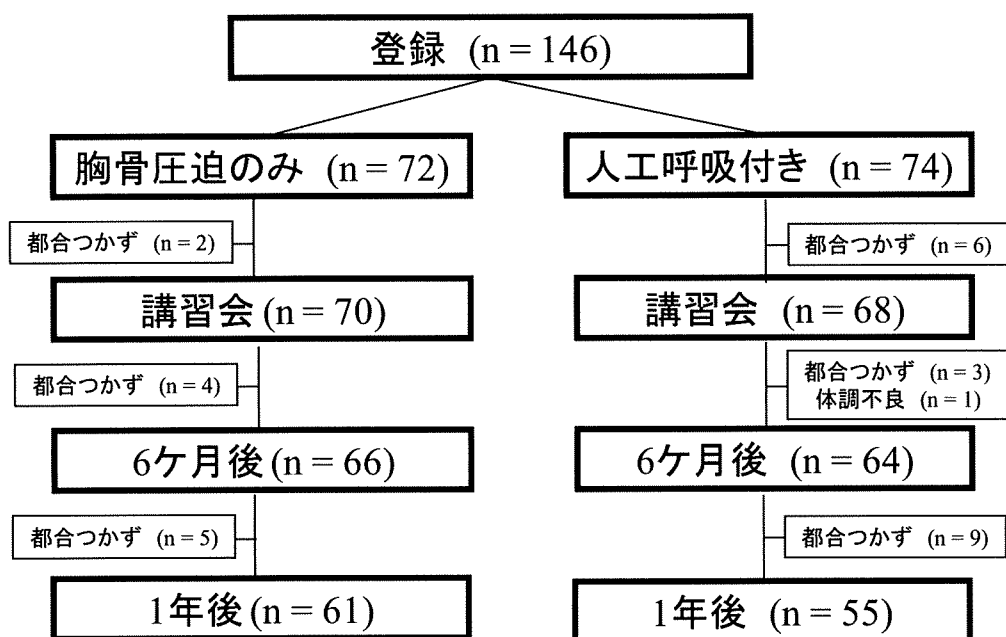 登録 (n = 146)
胸骨圧迫のみ (n = 72)
人工呼吸付き (n = 74)
都合つかず (n = 2)
都合つかず (n = 6)
講習会 (n = 70)
講習会 (n = 68)
都合つかず (n = 4)
都合つかず (n = 3)
体調不良 (n = 1)
6ケ月後 (n = 66)
6ケ月後 (n = 64)
都合つかず (n = 5)
都合つかず (n = 9)
1年後 (n = 61)
1年後 (n = 55)